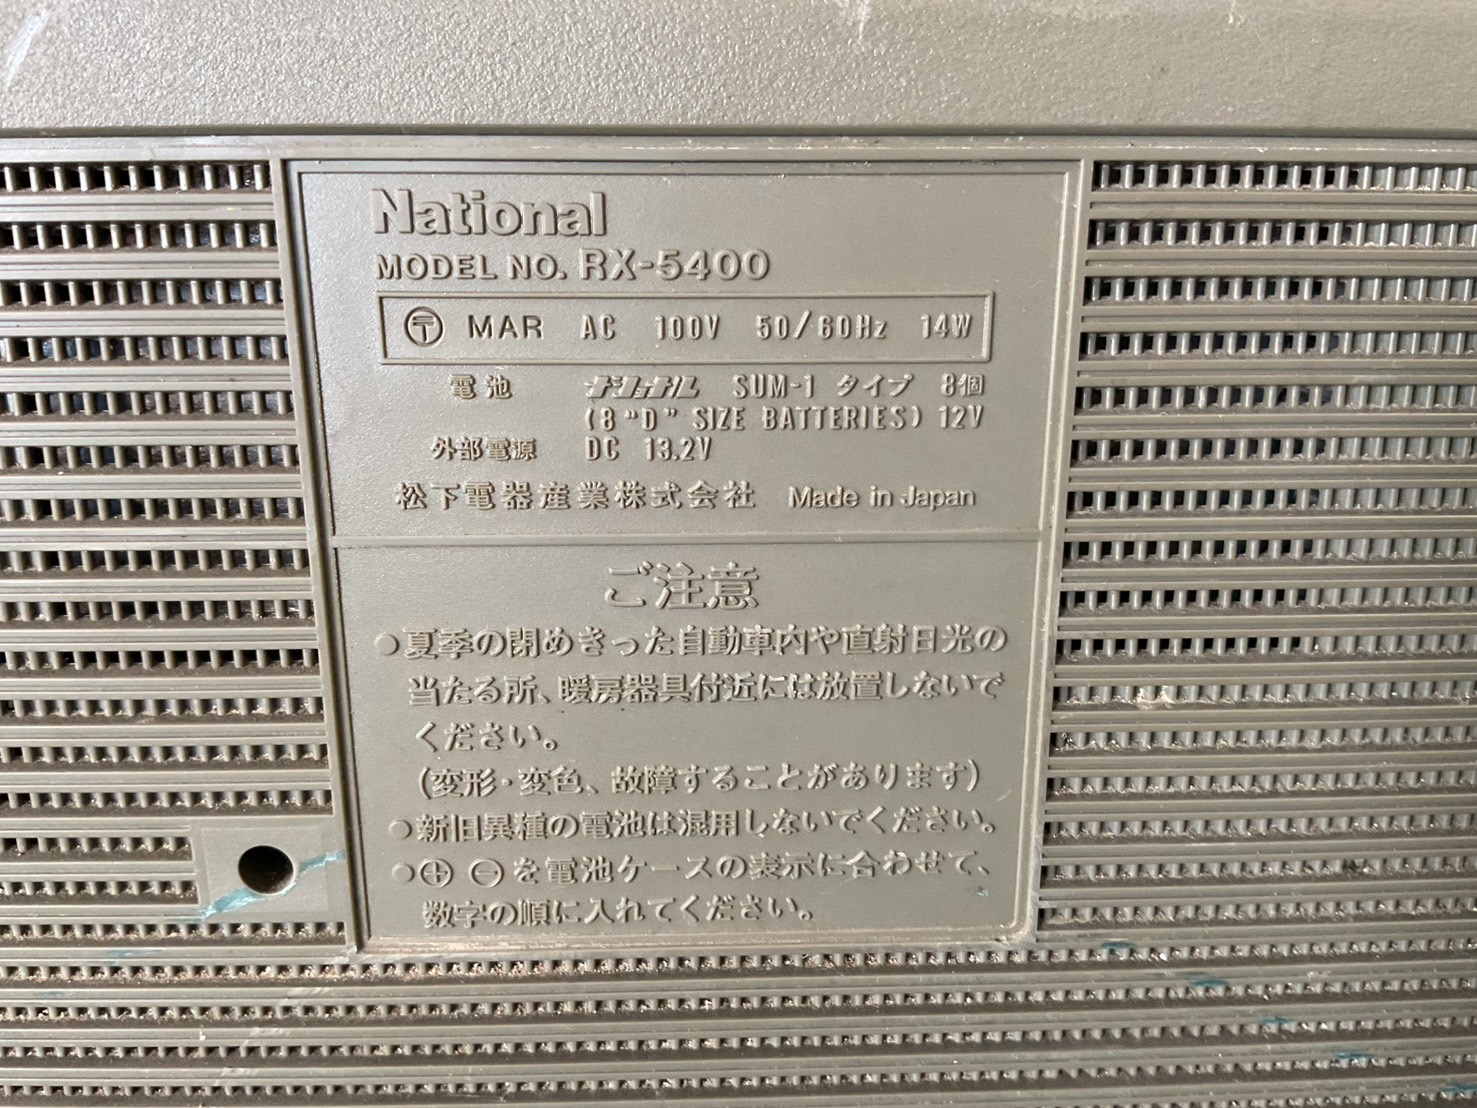 National
MODEL NO. RX-5400
〒 MAR AC 100V 50/60Hz 14W
電池 ナショナル SUM-1 タイプ 8個
(8 "D" SIZE BATTERIES) 12V
外部電源 DC 13.2V
松下電器産業株式会社 Made in Japan
ご注意
●夏季の閉めきった自動車内や直射日光の
当たる所、暖房器具付近には放置しないで
ください。
(変形・変色、故障することがあります)
●新旧異種の電池は混用しないでください。
●⊕ ⊖を電池ケースの表示に合わせて、
数字の順に入れてください。